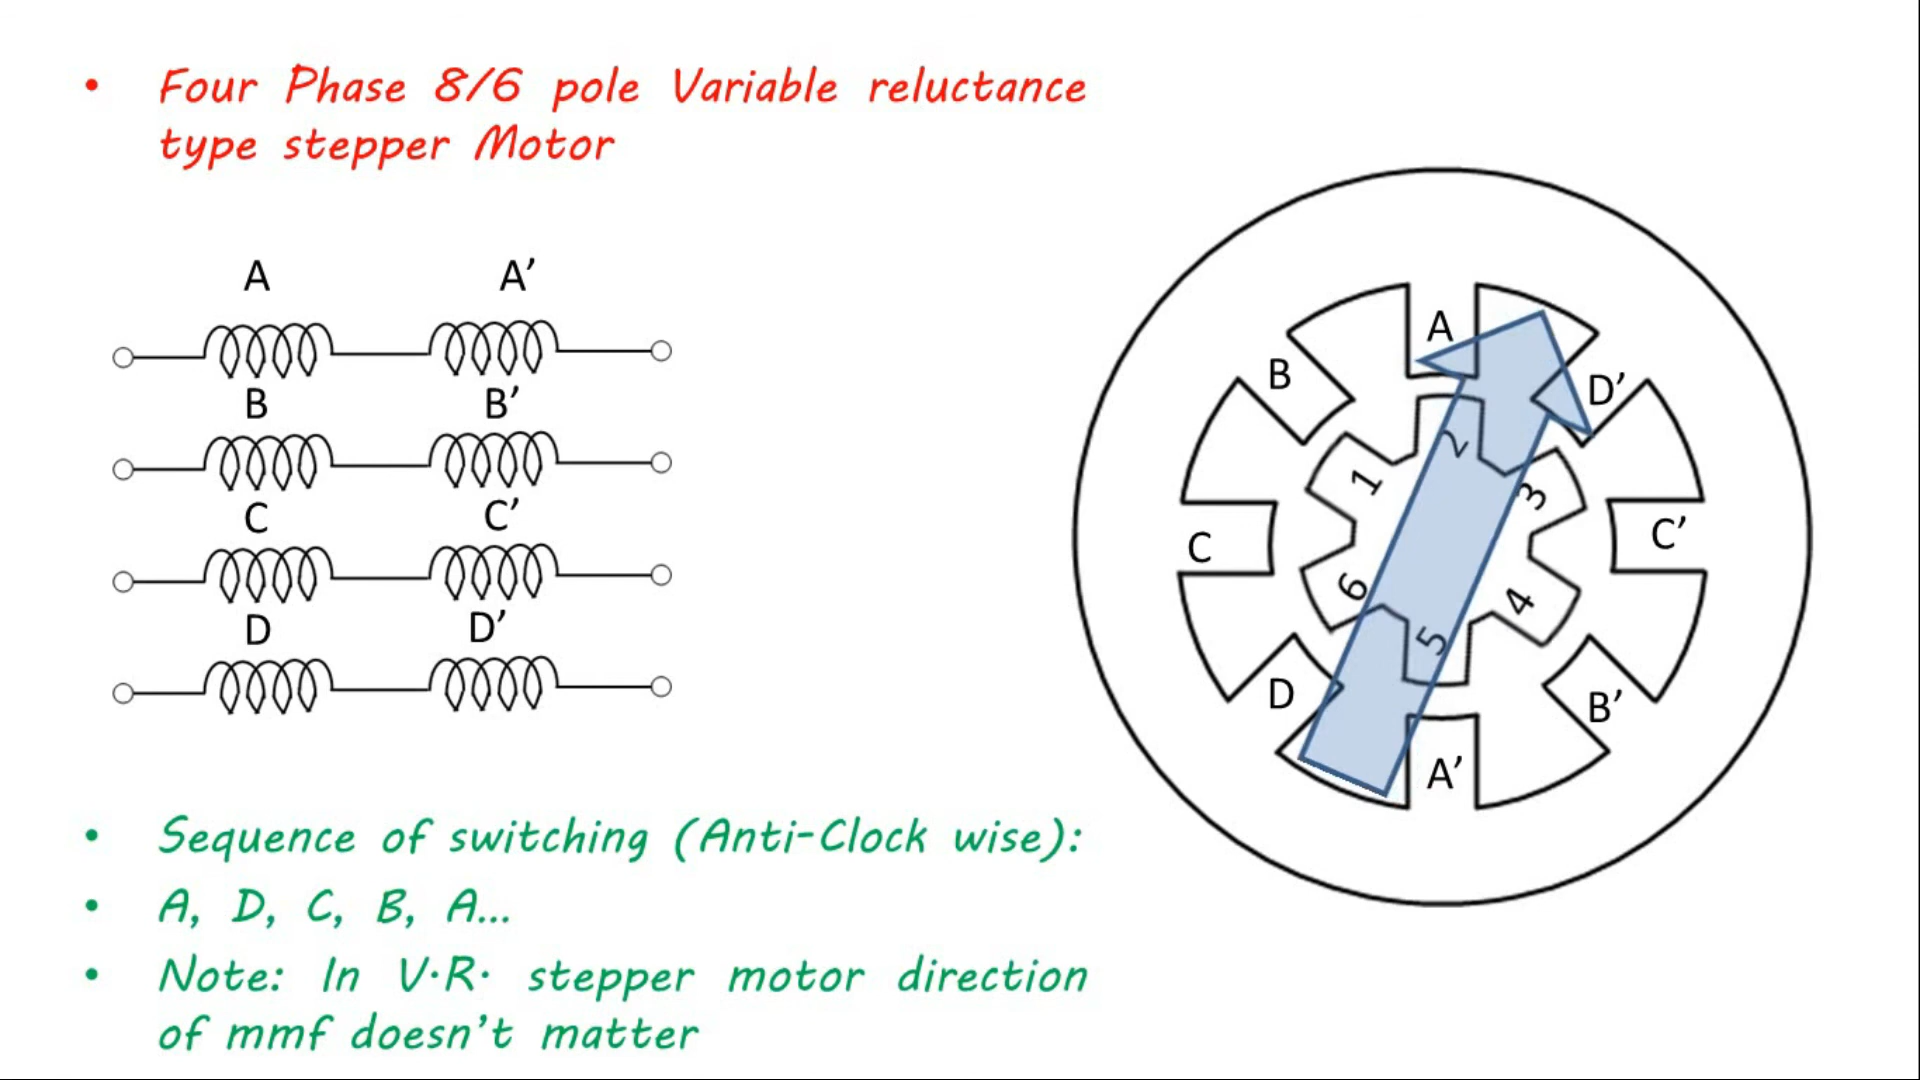 • Four Phase 8/6 pole Variable reluctance
type stepper Motor
A A’
B B’
C C’
D D’
A
B
D’
2
1
3
C
C’
6
4
5
D
B’
A’
• Sequence of switching (Anti-Clock wise):
• A, D, C, B, A...
• Note: In V.R. stepper motor direction
of mmf doesn’t matter